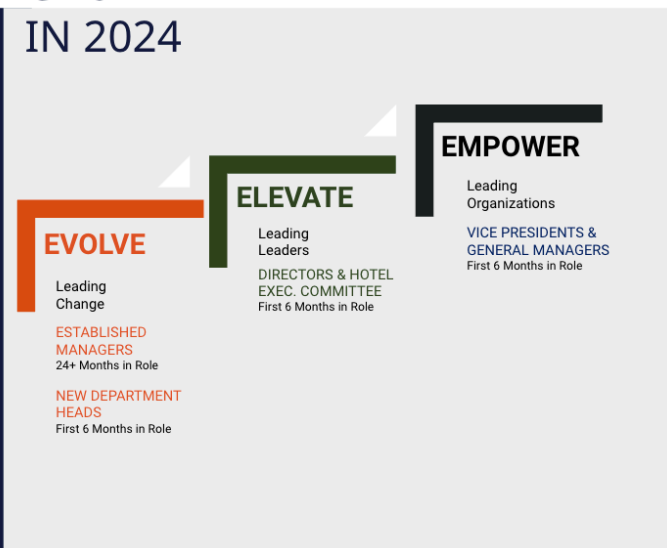 IN 2024
EVOLVE
Leading
Change
ESTABLISHED
MANAGERS
24+ Months in Role
NEW DEPARTMENT
HEADS
First 6 Months in Role
ELEVATE
Leading
Leaders
DIRECTORS & HOTEL
EXEC. COMMITTEE
First 6 Months in Role
EMPOWER
Leading
Organizations
VICE PRESIDENTS &
GENERAL MANAGERS
First 6 Months in Role